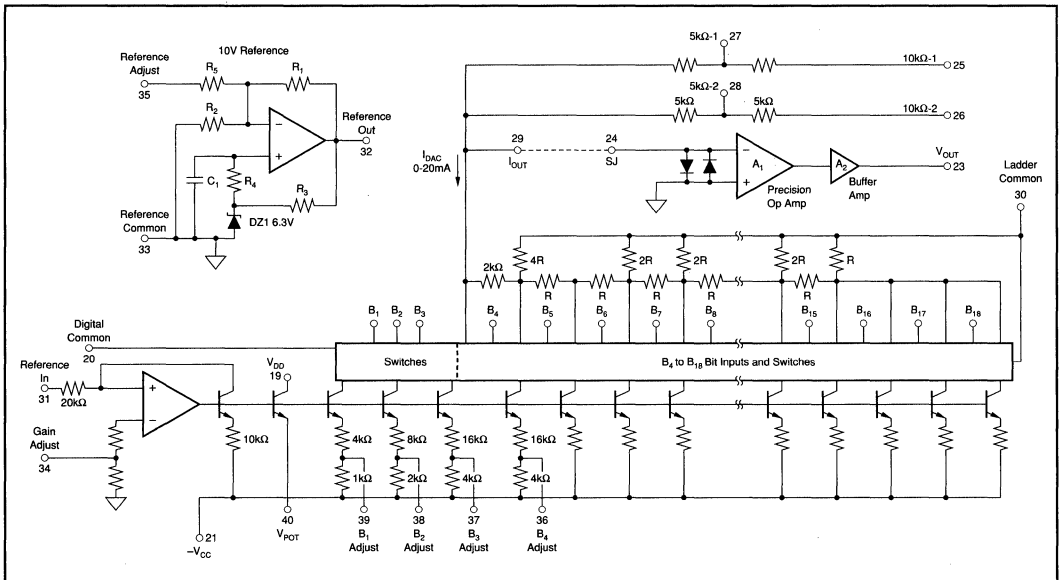 10V Reference
Reference
Adjust
35
R5
R1
R2
Reference
Out
32
C1
R4
R3
DZ1 6.3V
Reference
Common
33
5kΩ-1
27
10kΩ-1
25
5kΩ-2
28
5kΩ
5kΩ
10kΩ-2
26
IDAC
0-20mA
29
IOUT
24
SJ
–
+
A1
Precision
Op Amp
A2
Buffer
Amp
VOUT
23
Ladder
Common
30
4R
2R
2R
2R
R
2kΩ
R
R
R
R
R
B1
B2
B3
B4
B5
B6
B7
B8
B15
B16
B17
B18
Digital
Common
20
Switches
B4 to B18 Bit Inputs and Switches
Reference
In
31
20kΩ
+
–
Gain
Adjust
34
VDD
19
10kΩ
4kΩ
8kΩ
16kΩ
16kΩ
1kΩ
2kΩ
4kΩ
4kΩ
21
–VCC
40
VPOT
39
B1
Adjust
38
B2
Adjust
37
B3
Adjust
36
B4
Adjust